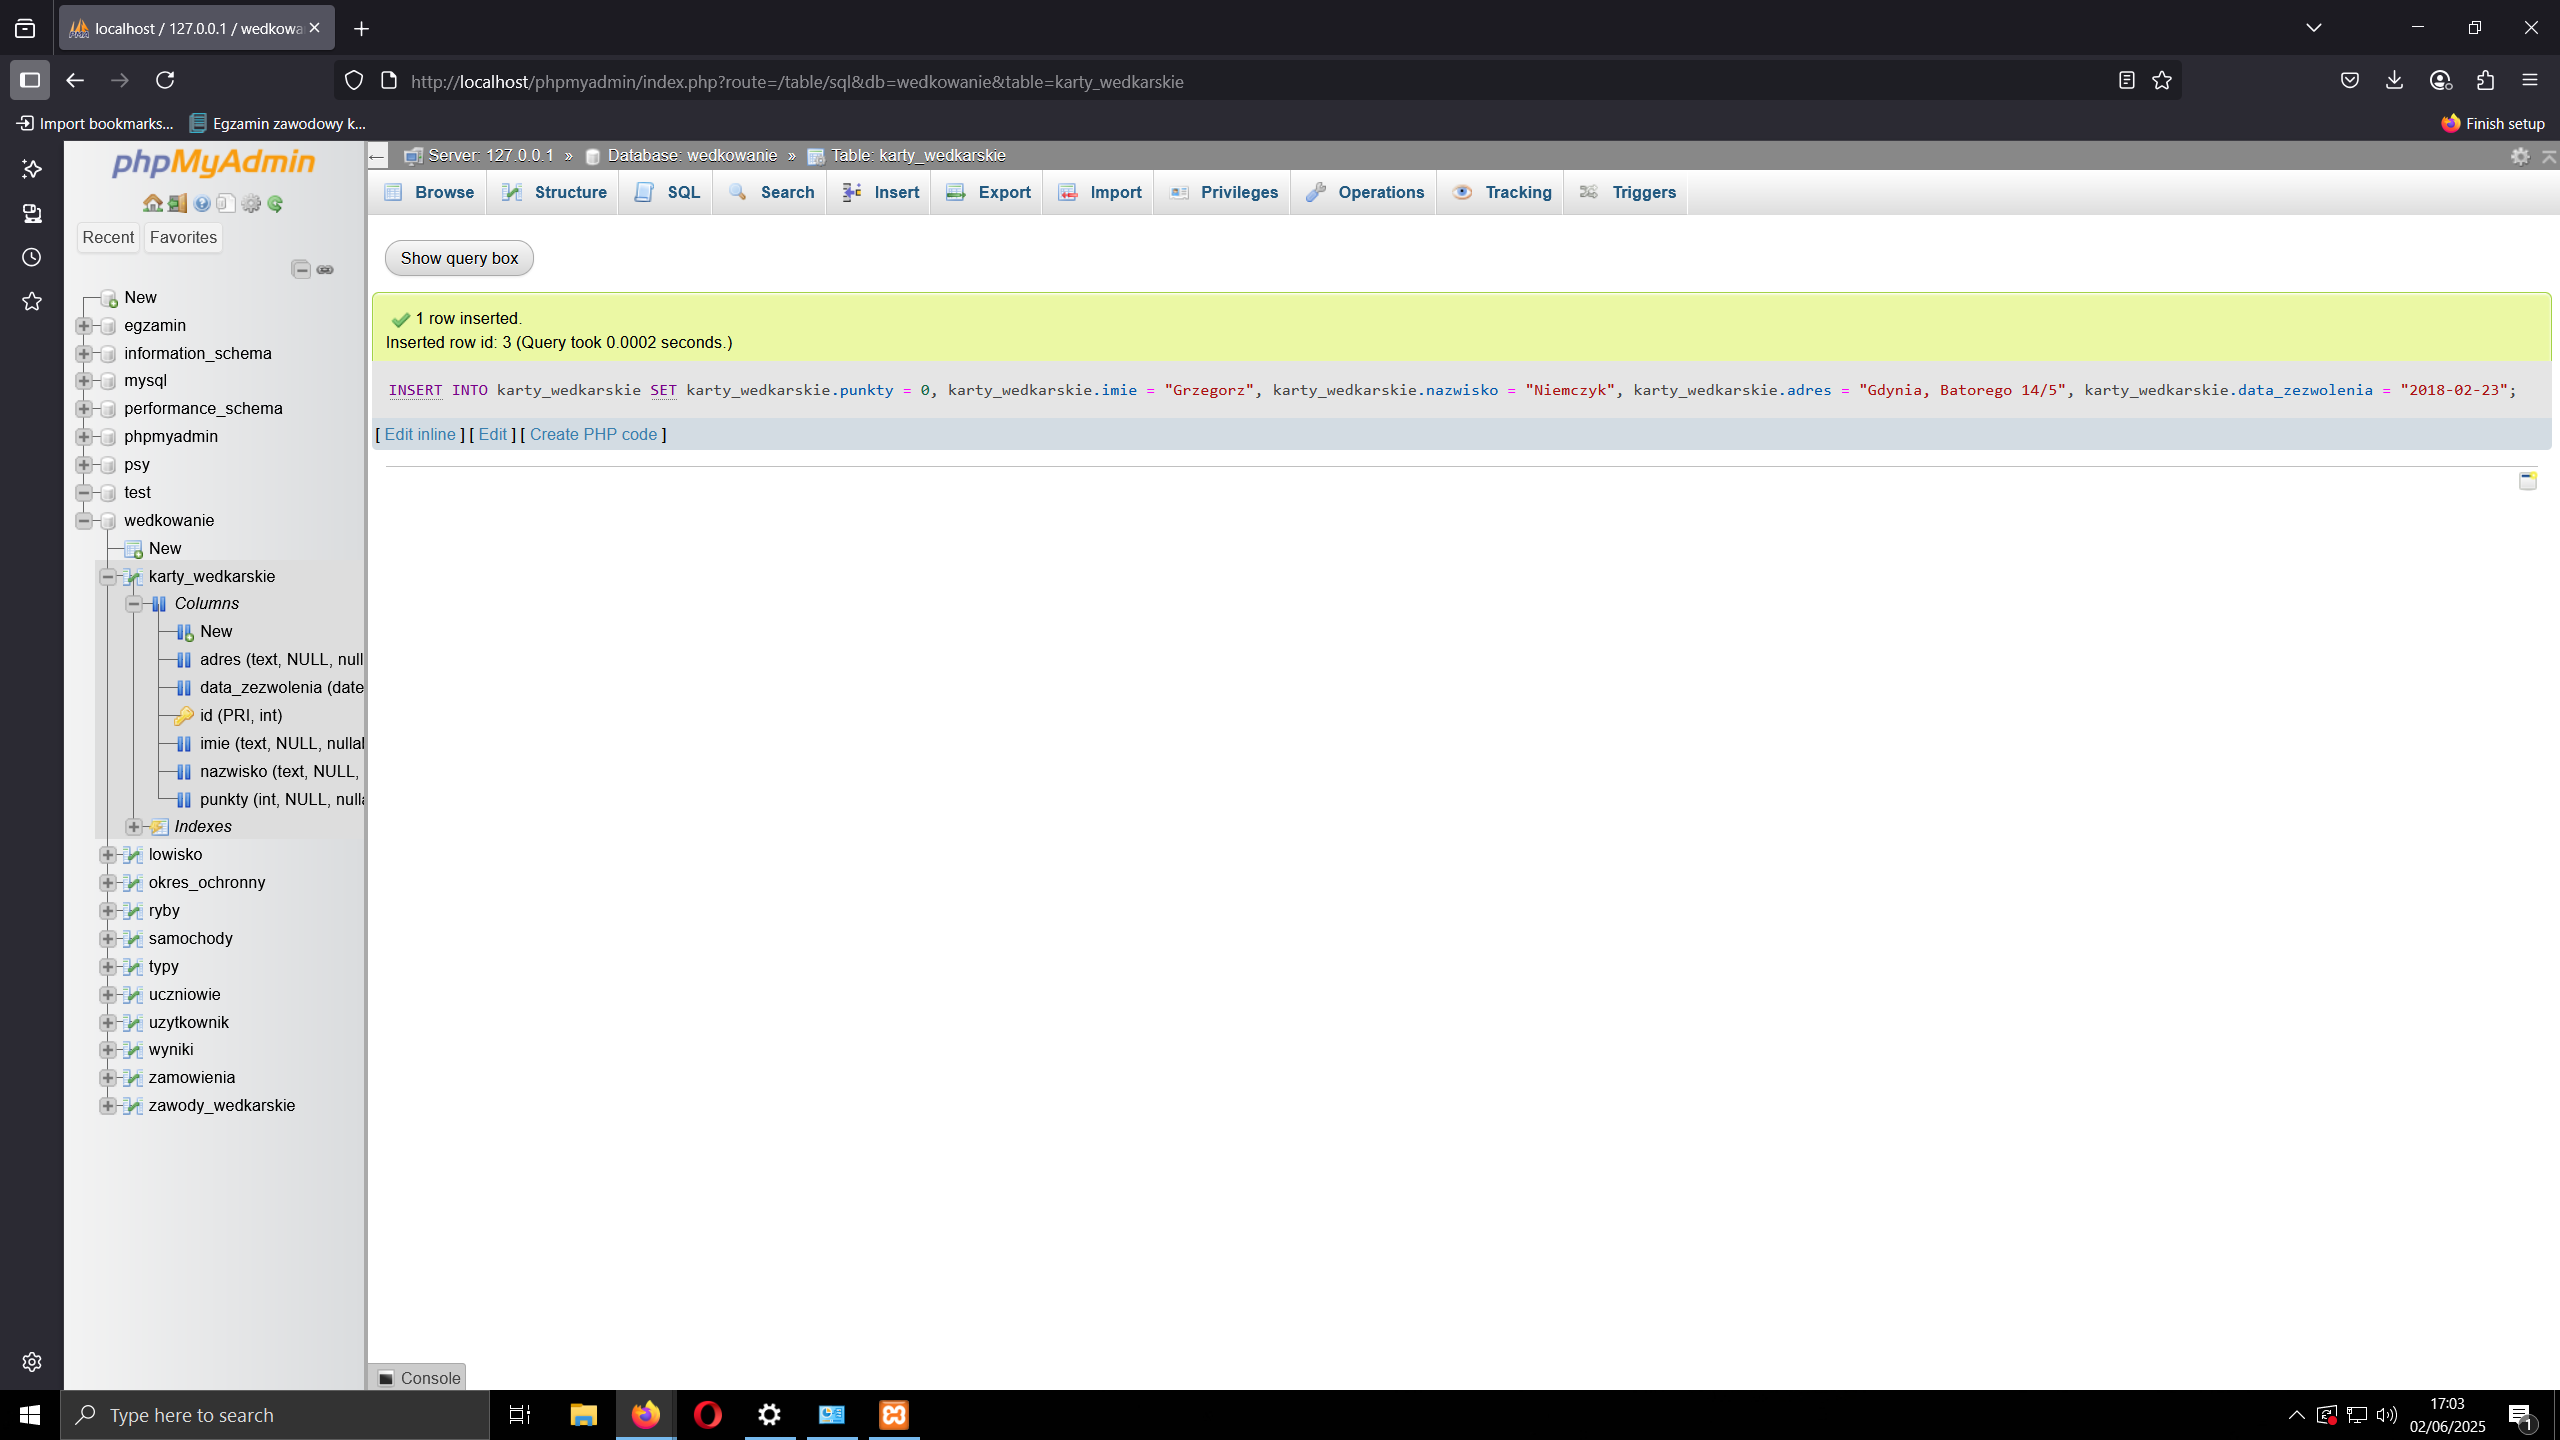 localhost / 127.0.0.1 / wedkowa
http://localhost/phpmyadmin/index.php?route=/table/sql&db=wedkowanie&table=karty_wedkarskie
Import bookmarks...
Egzamin zawodowy k...
Finish setup
phpMyAdmin
Server: 127.0.0.1 » Database: wedkowanie » Table: karty_wedkarskie
Browse
Structure
SQL
Search
Insert
Export
Import
Privileges
Operations
Tracking
Triggers
Recent
Favorites
New
egzamin
information_schema
mysql
performance_schema
phpmyadmin
psy
test
wedkowanie
New
karty_wedkarskie
Columns
New
adres (text, NULL, null
data_zezwolenia (date
id (PRI, int)
imie (text, NULL, nullal
nazwisko (text, NULL,
punkty (int, NULL, nulla
Indexes
lowisko
okres_ochronny
ryby
samochody
typy
uczniowie
uzytkownik
wyniki
zamowienia
zawody_wedkarskie
Show query box
1 row inserted.
Inserted row id: 3 (Query took 0.0002 seconds.)
INSERT INTO karty_wedkarskie SET karty_wedkarskie.punkty = 0, karty_wedkarskie.imie = "Grzegorz", karty_wedkarskie.nazwisko = "Niemczyk", karty_wedkarskie.adres = "Gdynia, Batorego 14/5", karty_wedkarskie.data_zezwolenia = "2018-02-23";
[ Edit inline ] [ Edit ] [ Create PHP code ]
Console
Type here to search
17:03
02/06/2025
1